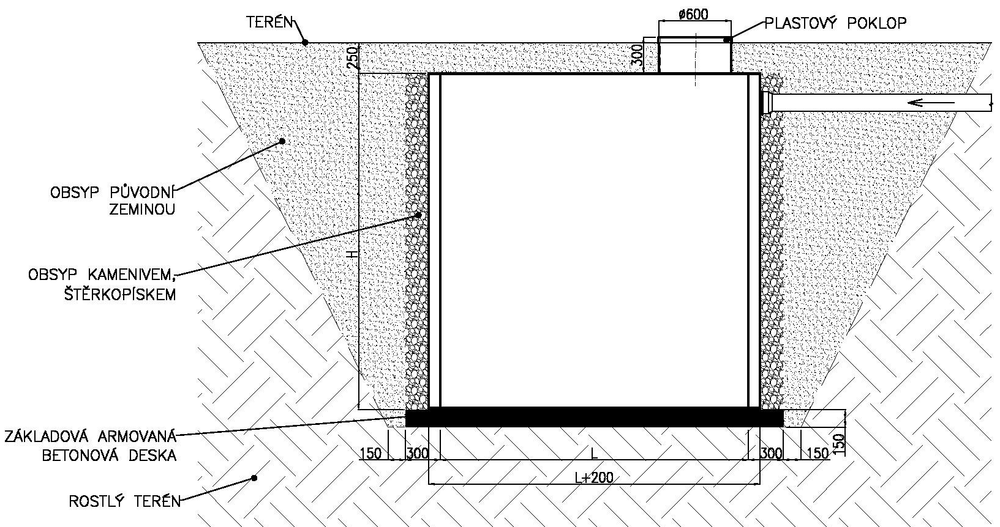 ø600
TERÉN
PLASTOVÝ POKLOP
250
300
OBSYP PŮVODNÍ
ZEMINOU
H
OBSYP KAMENIVEM,
ŠTĚRKOPÍSKEM
ZÁKLADOVÁ ARMOVANÁ
BETONOVÁ DESKA
150
300
L
300
150
150
L+200
ROSTLÝ TERÉN